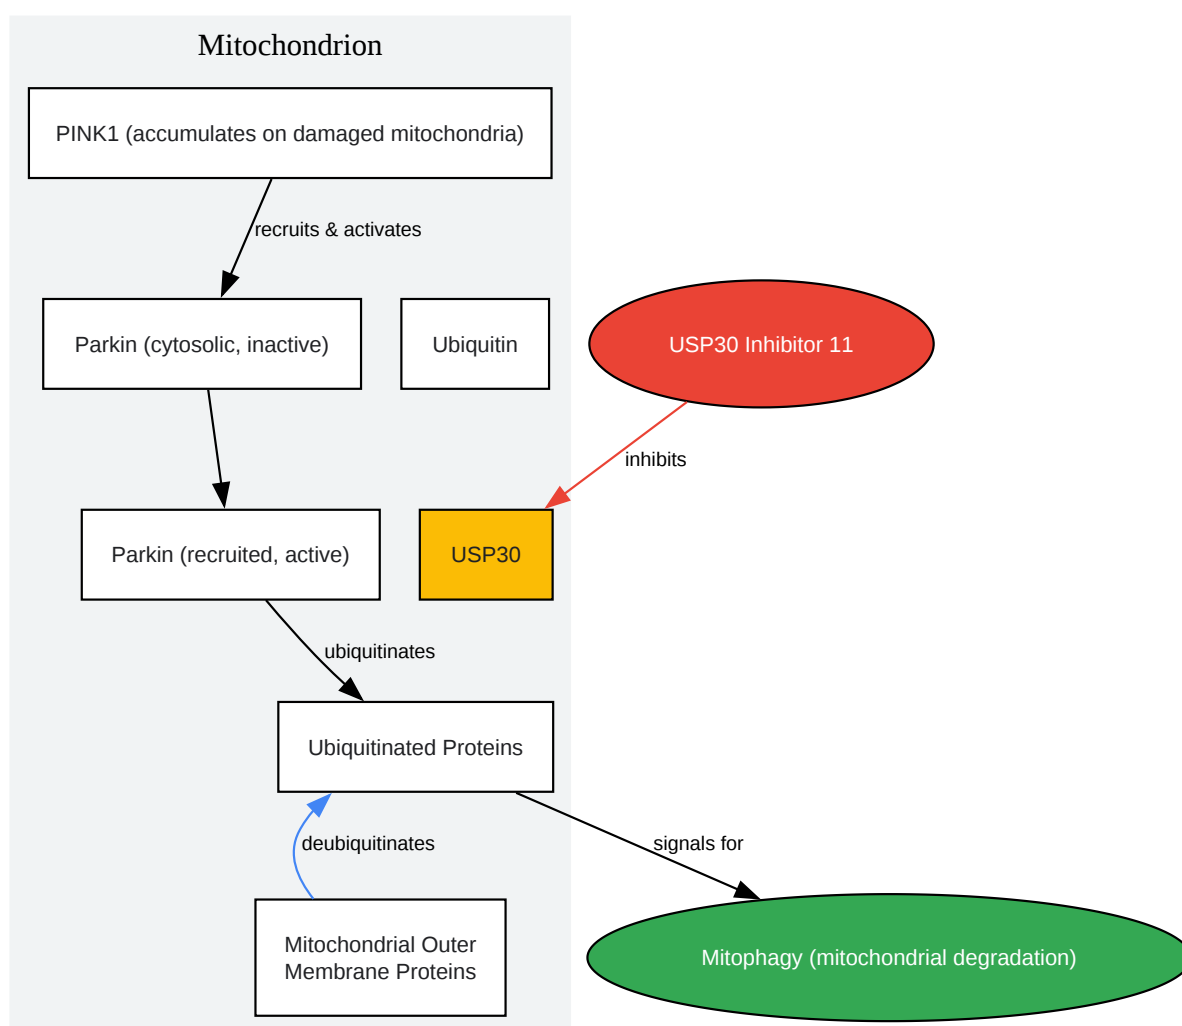 Mitochondrion
PINK1 (accumulates on damaged mitochondria)
recruits & activates
Parkin (cytosolic, inactive)
Ubiquitin
USP30 Inhibitor 11
inhibits
Parkin (recruited, active)
USP30
ubiquitinates
Ubiquitinated Proteins
deubiquitinates
signals for
Mitochondrial Outer
Membrane Proteins
Mitophagy (mitochondrial degradation)